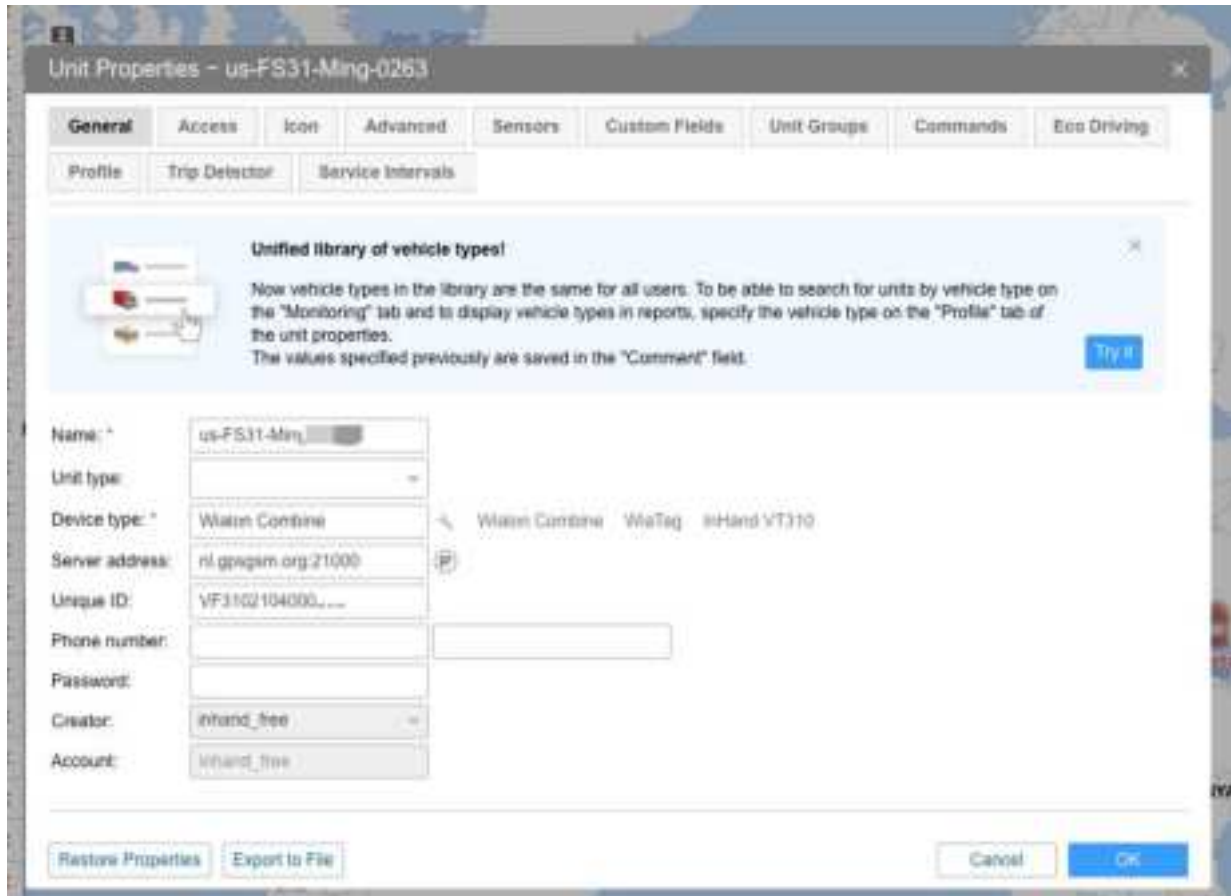 Unit Properties – us-FS31-Ming-0263
General Access Icon Advanced Sensors Custom Fields Unit Groups Commands Eco Driving
Profile Trip Detector Service Intervals
Unified library of vehicle types!
Now vehicle types in the library are the same for all users. To be able to search for units by vehicle type on
the "Monitoring" tab and to display vehicle types in reports, specify the vehicle type on the "Profile" tab of
the unit properties.
The values specified previously are saved in the "Comment" field.
Try it
Name: * us-FS31-Ming
Unit type:
Device type: * Wialon Combine Wialon Combine WiaTag InHand VT310
Server address: nl.gpsgsm.org:21000
Unique ID: VF3102104000
Phone number:
Password:
Creator: inhand_free
Account: inhand_free
Restore Properties Export to File Cancel OK